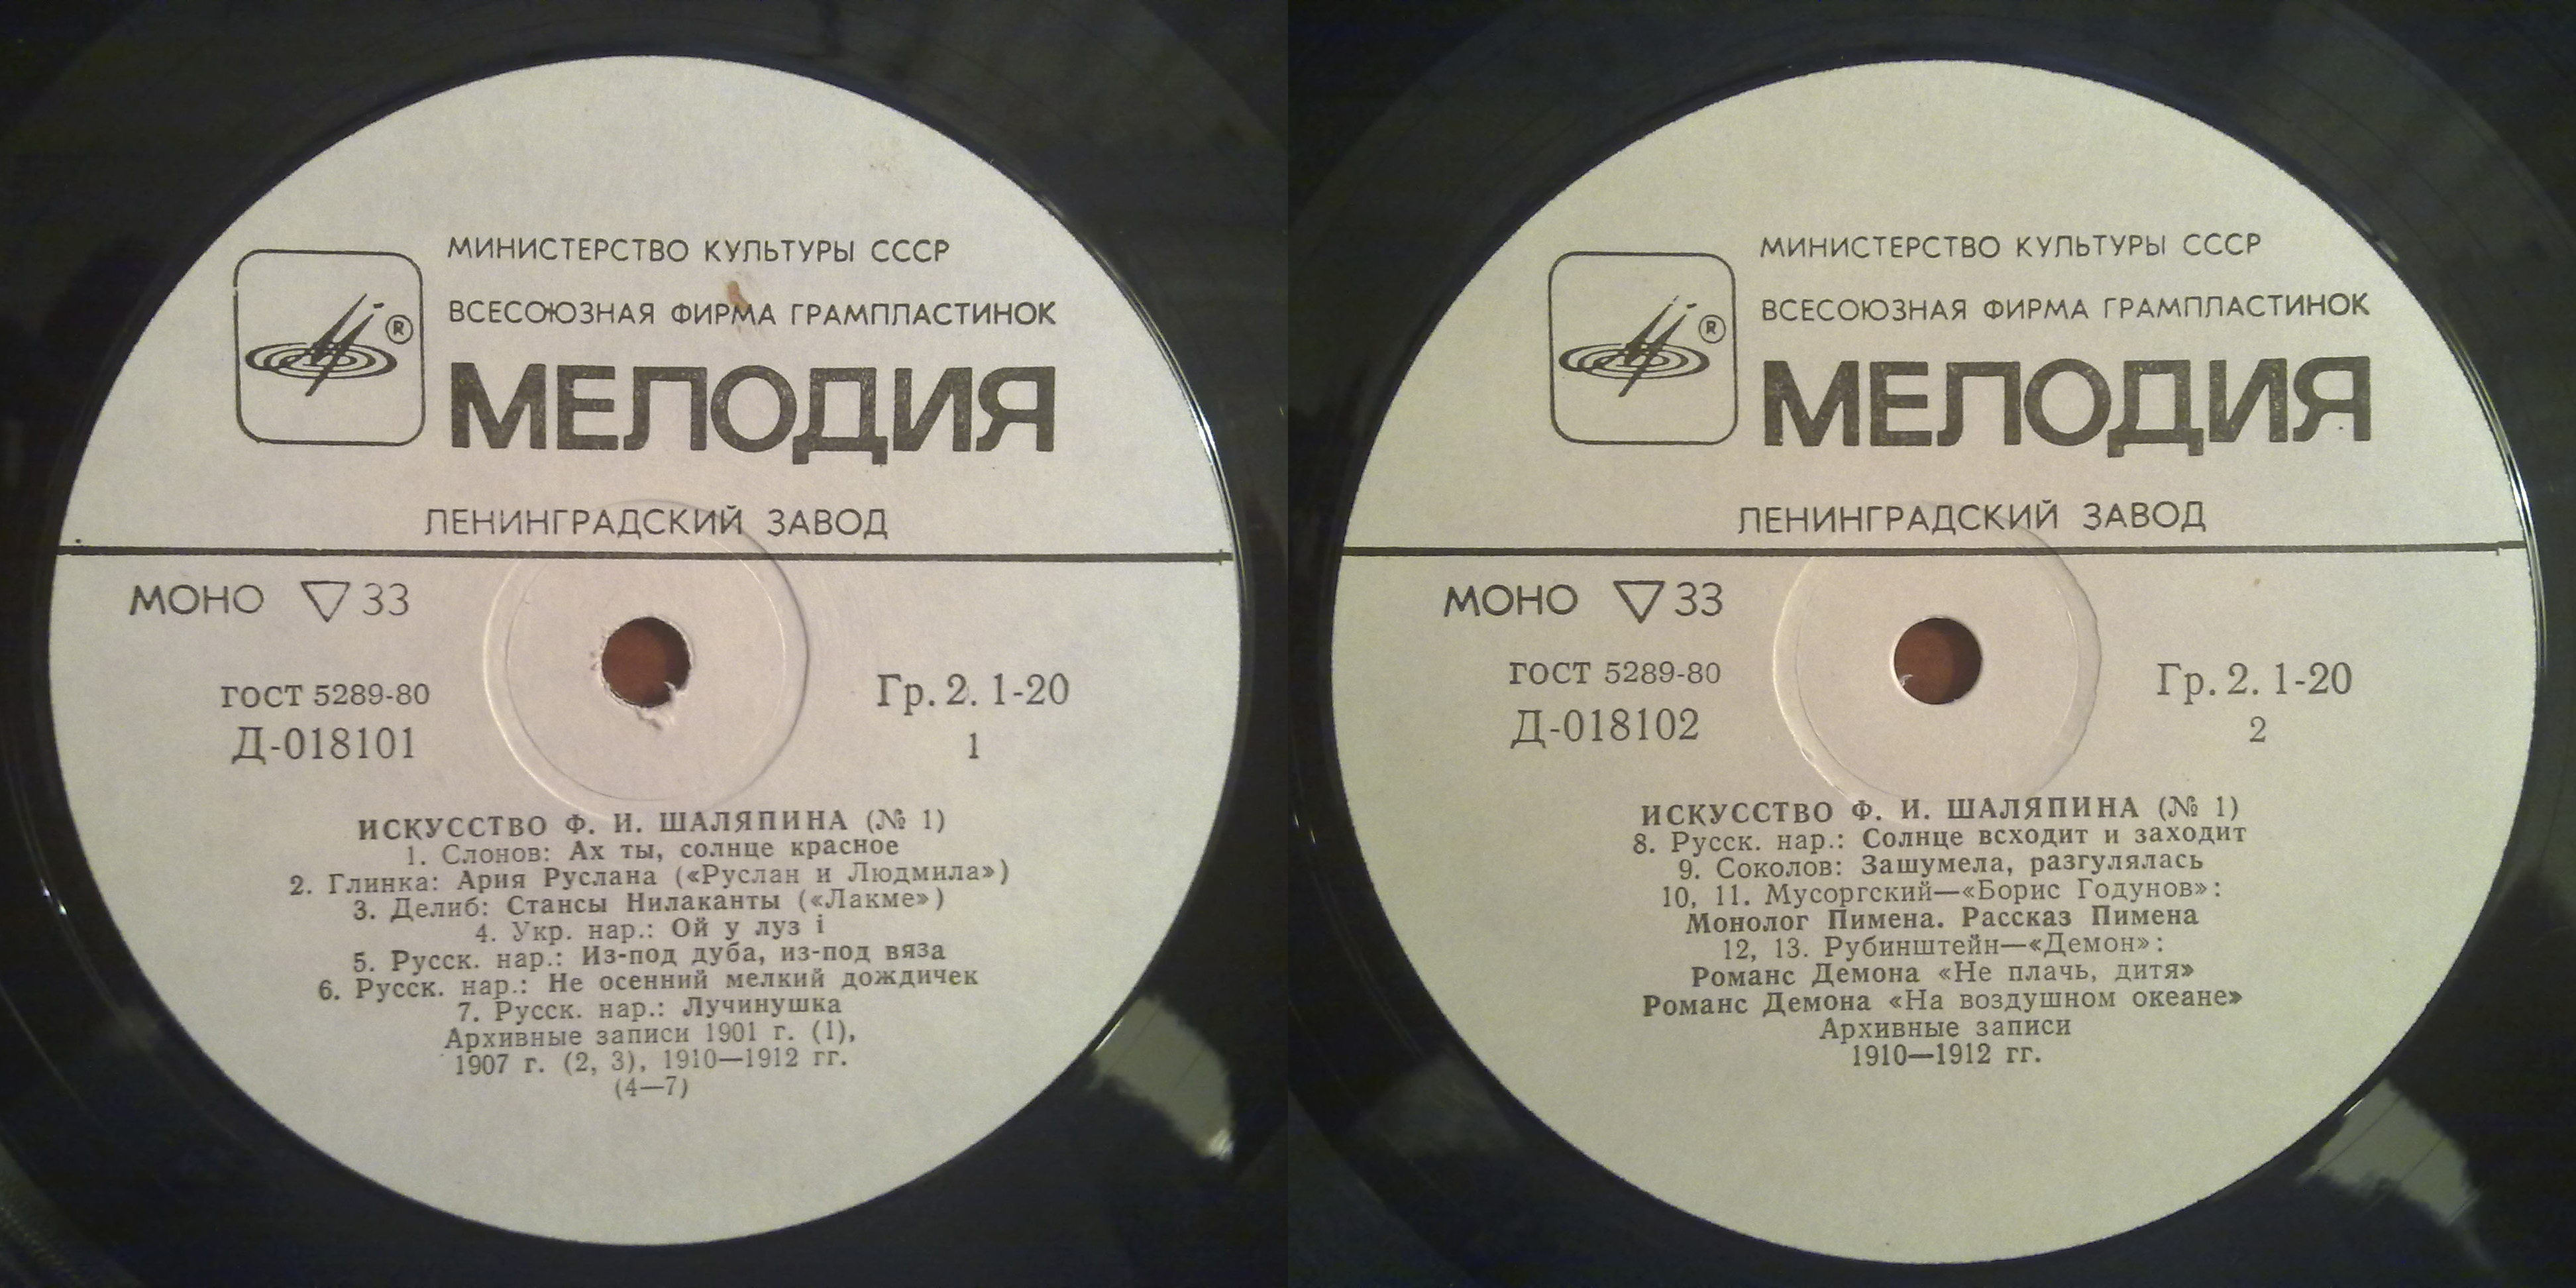 ®
МИНИСТЕРСТВО КУЛЬТУРЫ СССР
ВСЕСОЮЗНАЯ ФИРМА ГРАМПЛАСТИНОК
МЕЛОДИЯ
ЛЕНИНГРАДСКИЙ ЗАВОД
МОНО ▽33
ГОСТ 5289-80
Д-018101
Гр. 2. 1-20
1
ИСКУССТВО Ф. И. ШАЛЯПИНА (№ 1)
1. Слонов: Ах ты, солнце красное
2. Глинка: Ария Руслана («Руслан и Людмила»)
3. Делиб: Стансы Нилаканты («Лакме»)
4. Укр. нар.: Ой у луз i
5. Русск. нар.: Из-под дуба, из-под вяза
6. Русск. нар.: Не осенний мелкий дождичек
7. Русск. нар.: Лучинушка
Архивные записи 1901 г. (1),
1907 г. (2, 3), 1910—1912 гг.
(4—7)
®
МИНИСТЕРСТВО КУЛЬТУРЫ СССР
ВСЕСОЮЗНАЯ ФИРМА ГРАМПЛАСТИНОК
МЕЛОДИЯ
ЛЕНИНГРАДСКИЙ ЗАВОД
МОНО ▽33
ГОСТ 5289-80
Д-018102
Гр. 2. 1-20
2
ИСКУССТВО Ф. И. ШАЛЯПИНА (№ 1)
8. Русск. нар.: Солнце всходит и заходит
9. Соколов: Зашумела, разгулялась
10, 11. Мусоргский—«Борис Годунов»:
Монолог Пимена. Рассказ Пимена
12, 13. Рубинштейн—«Демон»:
Романс Демона «Не плачь, дитя»
Романс Демона «На воздушном океане»
Архивные записи
1910—1912 гг.